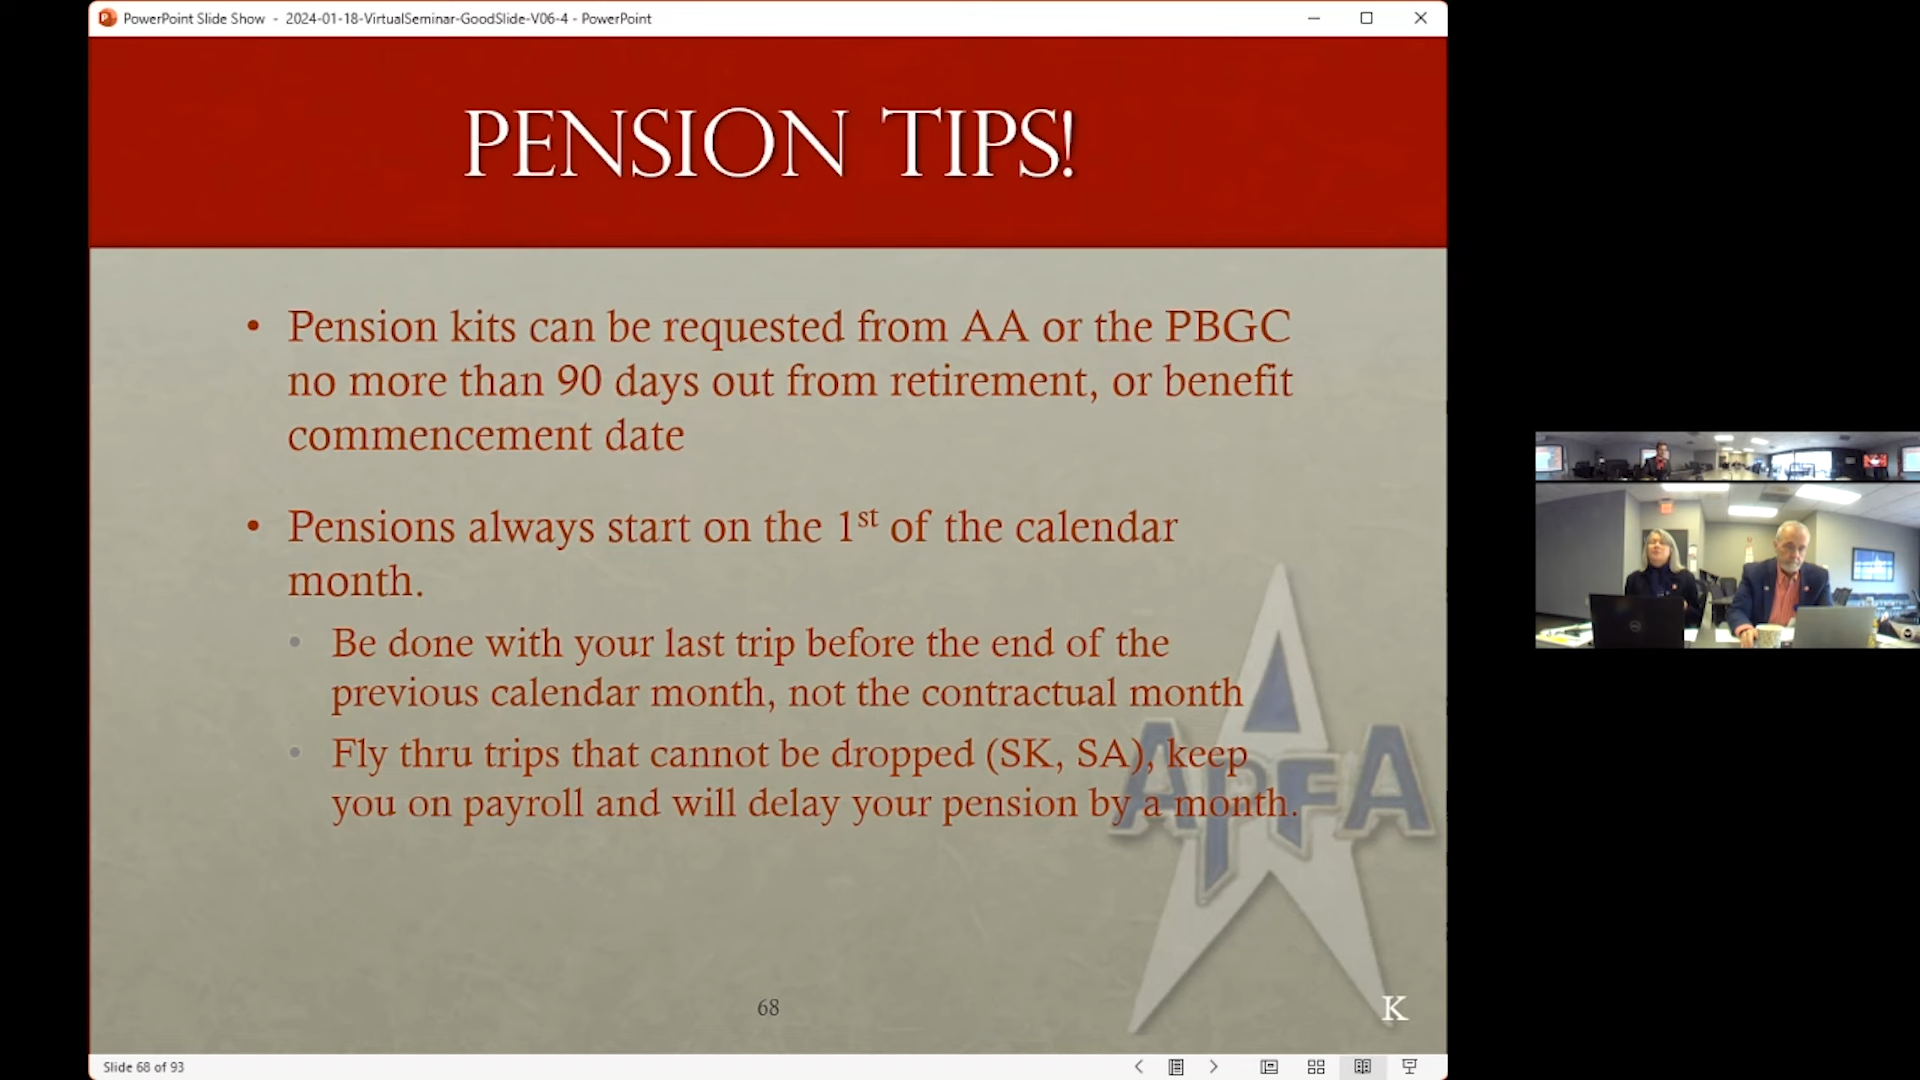 PowerPoint Slide Show - 2024-01-18-VirtualSeminar-GoodSlide-V06-4 - PowerPoint
PENSION TIPS!
• Pension kits can be requested from AA or the PBGC
no more than 90 days out from retirement, or benefit
commencement date
• Pensions always start on the 1st of the calendar
month.
• Be done with your last trip before the end of the
previous calendar month, not the contractual month
• Fly thru trips that cannot be dropped (SK, SA), keep
you on payroll and will delay your pension by a month.
APFA
68
K
Slide 68 of 93